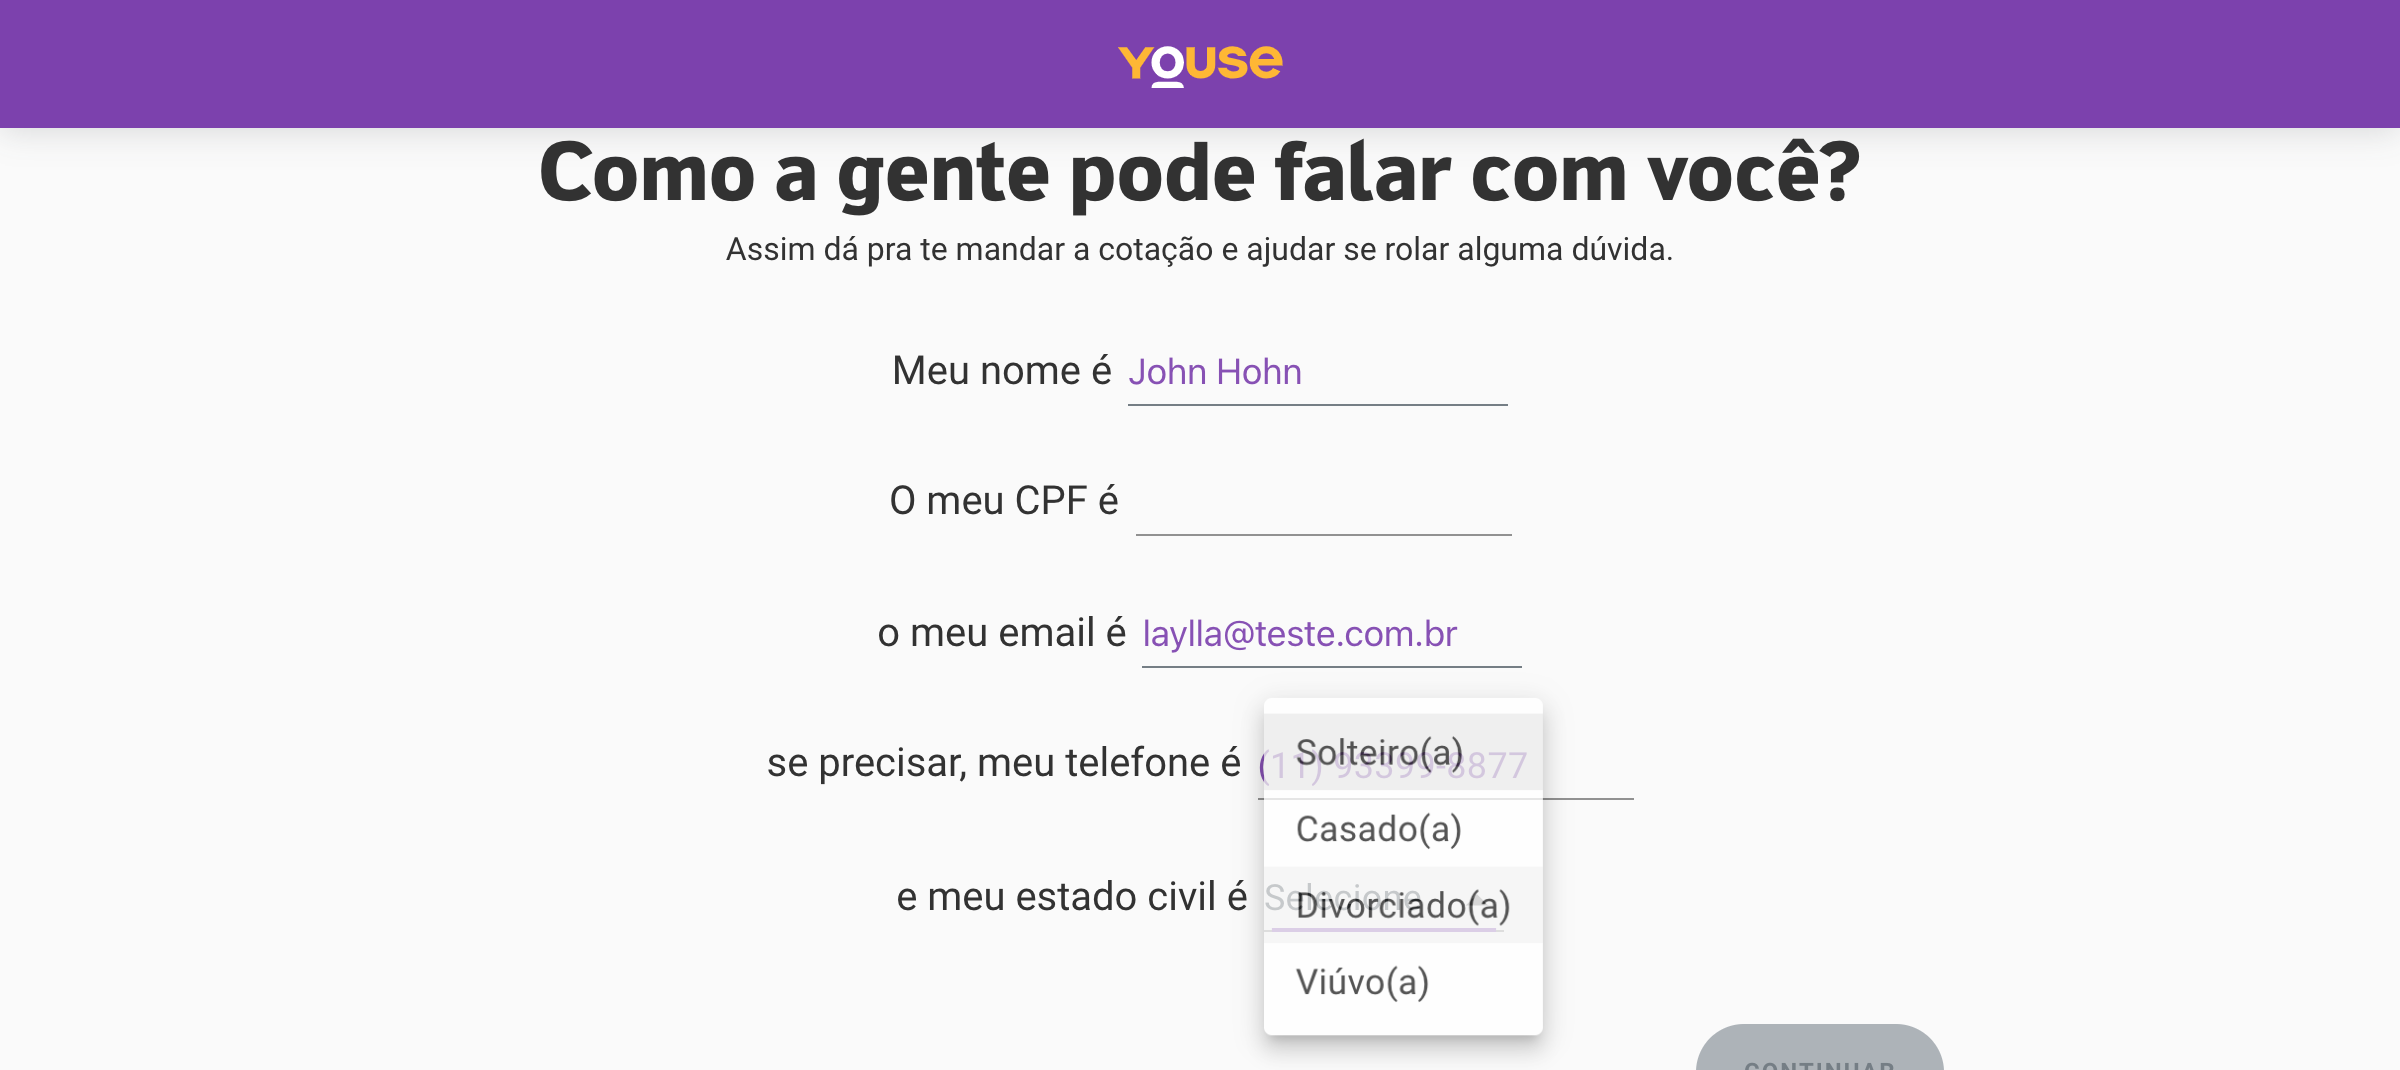 YOUSE
Como a gente pode falar com você?
Assim dá pra te mandar a cotação e ajudar se rolar alguma dúvida.
Meu nome é John Hohn
O meu CPF é
o meu email é laylla@teste.com.br
se precisar, meu telefone é (11) 93399-8877
Solteiro(a)
Casado(a)
e meu estado civil é Selecione
Divorciado(a)
Viúvo(a)
CONTINUAR